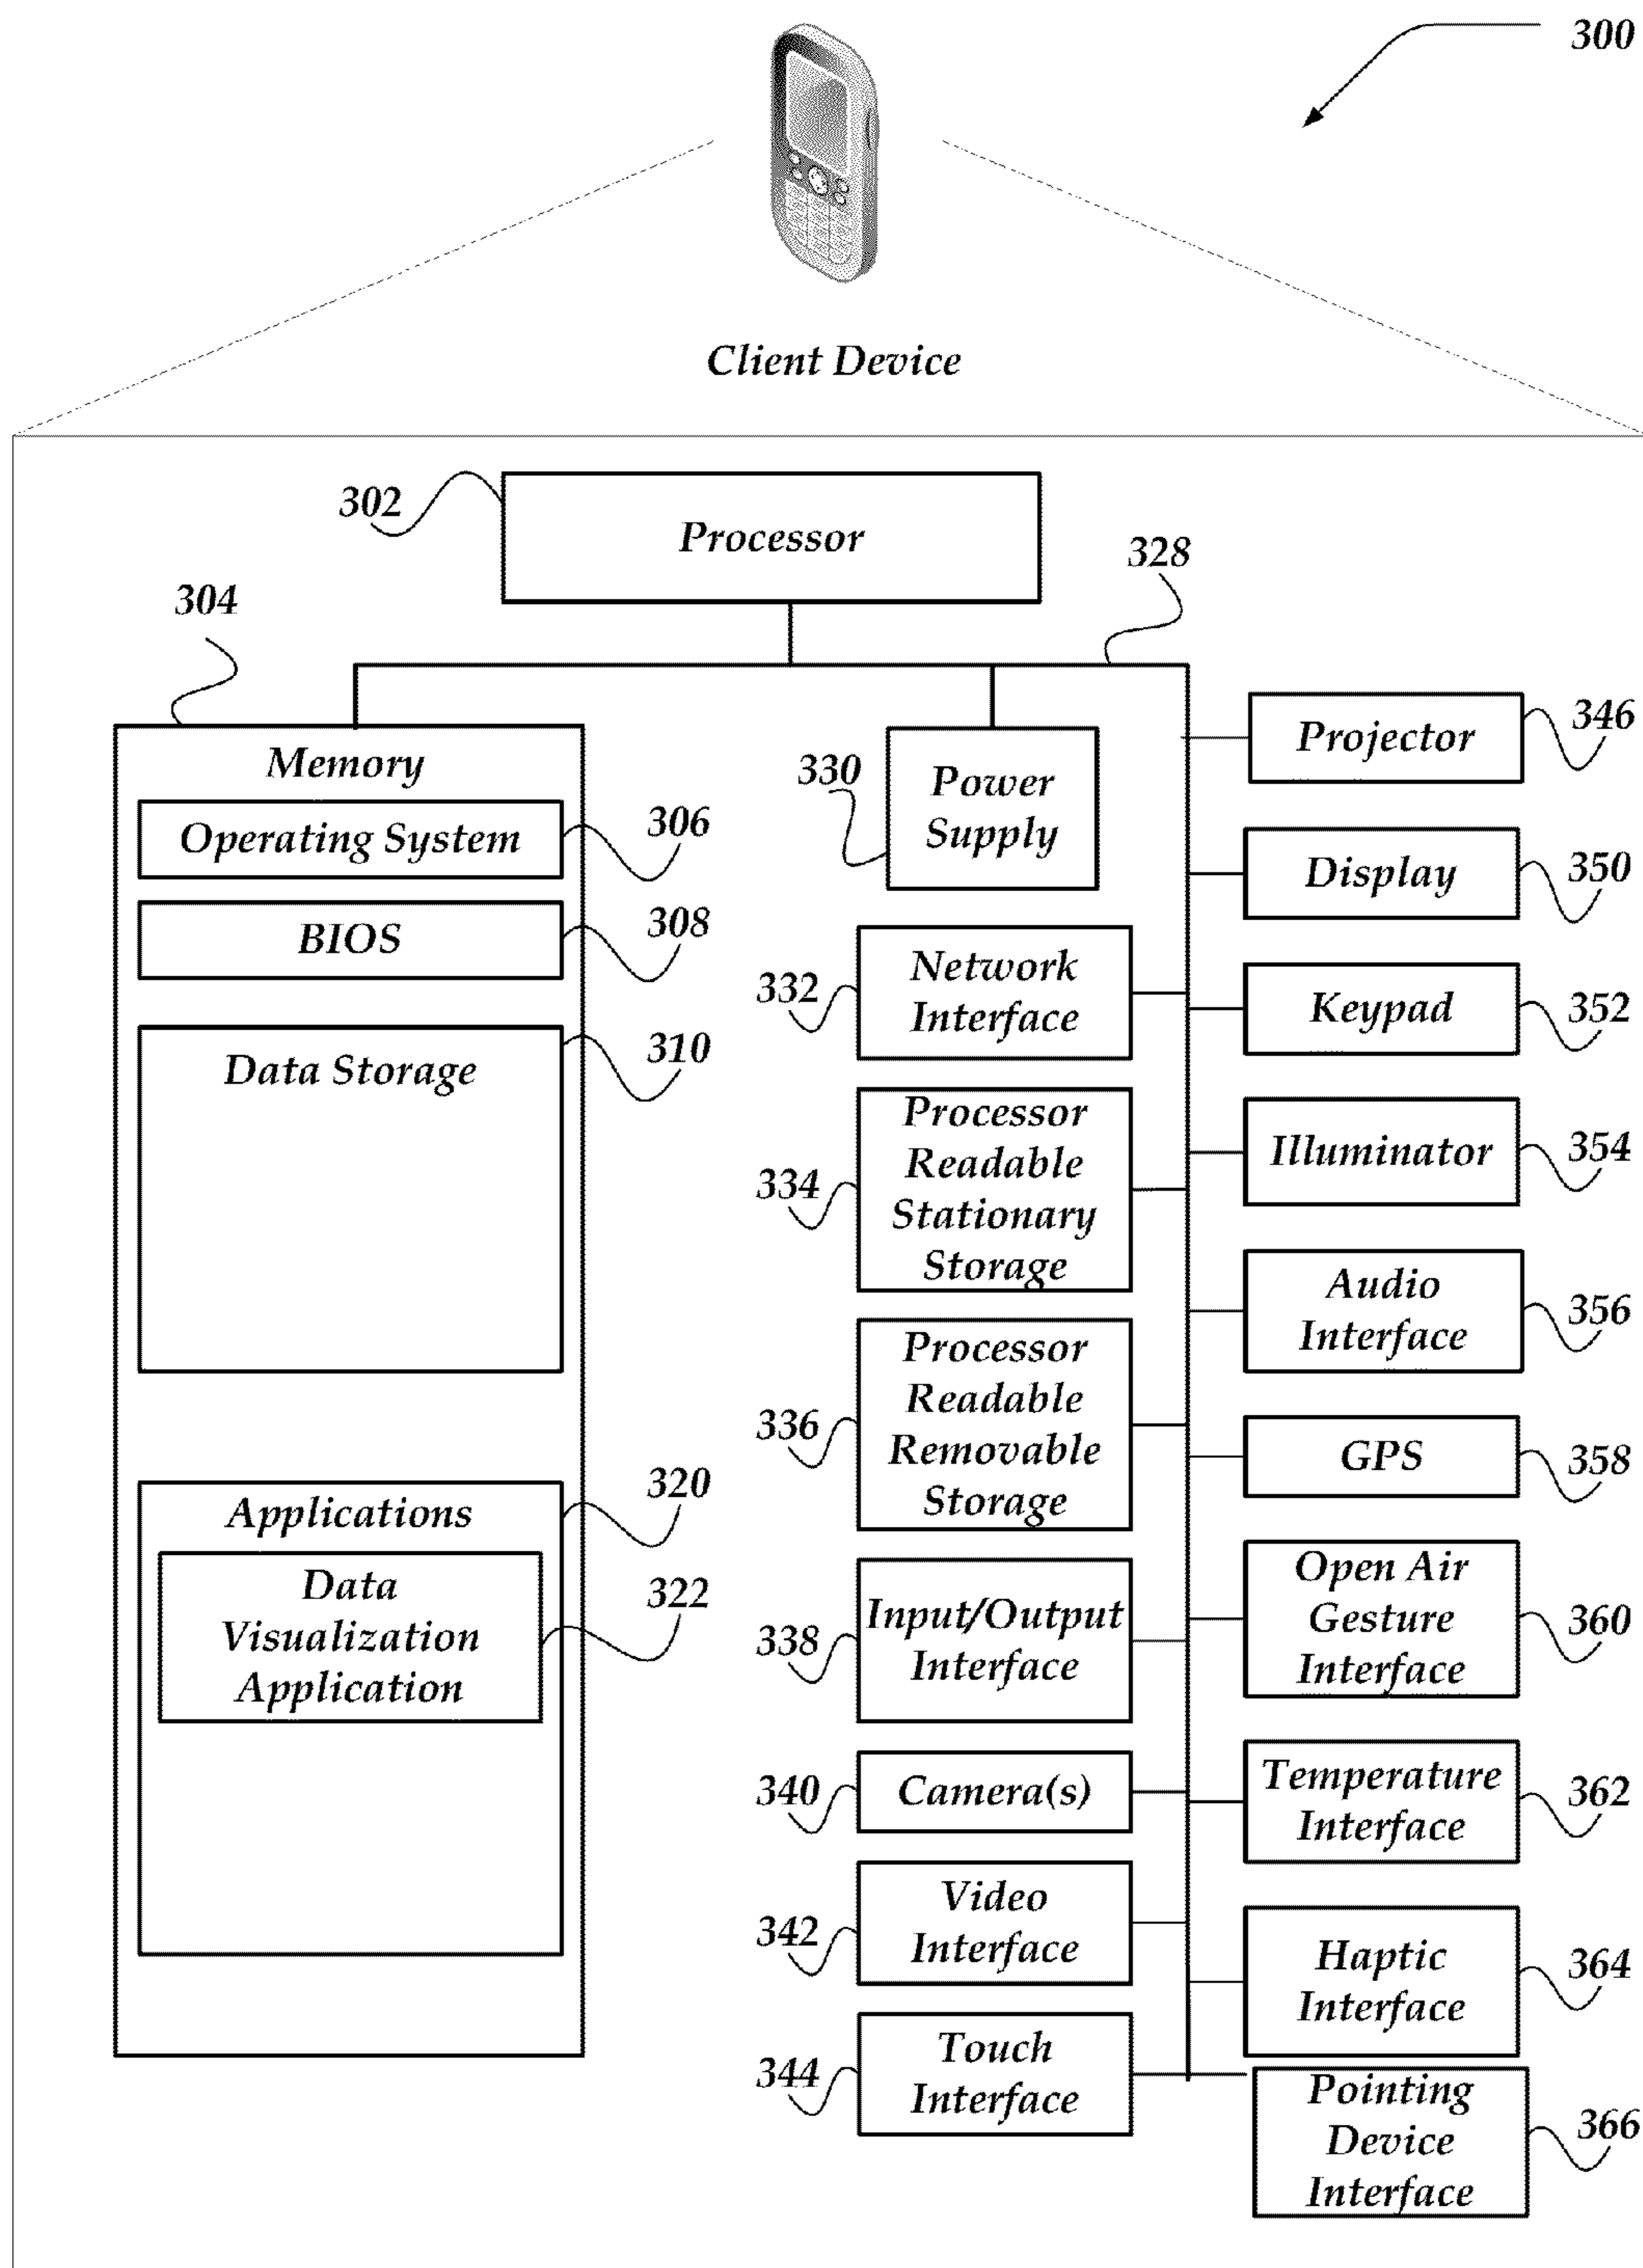 300
Client Device
302
Processor
328
304
Memory
Operating System
306
BIOS
308
Data Storage
310
Applications
320
Data
Visualization
Application
322
330
Power
Supply
332
Network
Interface
334
Processor
Readable
Stationary
Storage
336
Processor
Readable
Removable
Storage
338
Input/Output
Interface
340
Camera(s)
342
Video
Interface
344
Touch
Interface
Projector
346
Display
350
Keypad
352
Illuminator
354
Audio
Interface
356
GPS
358
Open Air
Gesture
Interface
360
Temperature
Interface
362
Haptic
Interface
364
Pointing
Device
Interface
366